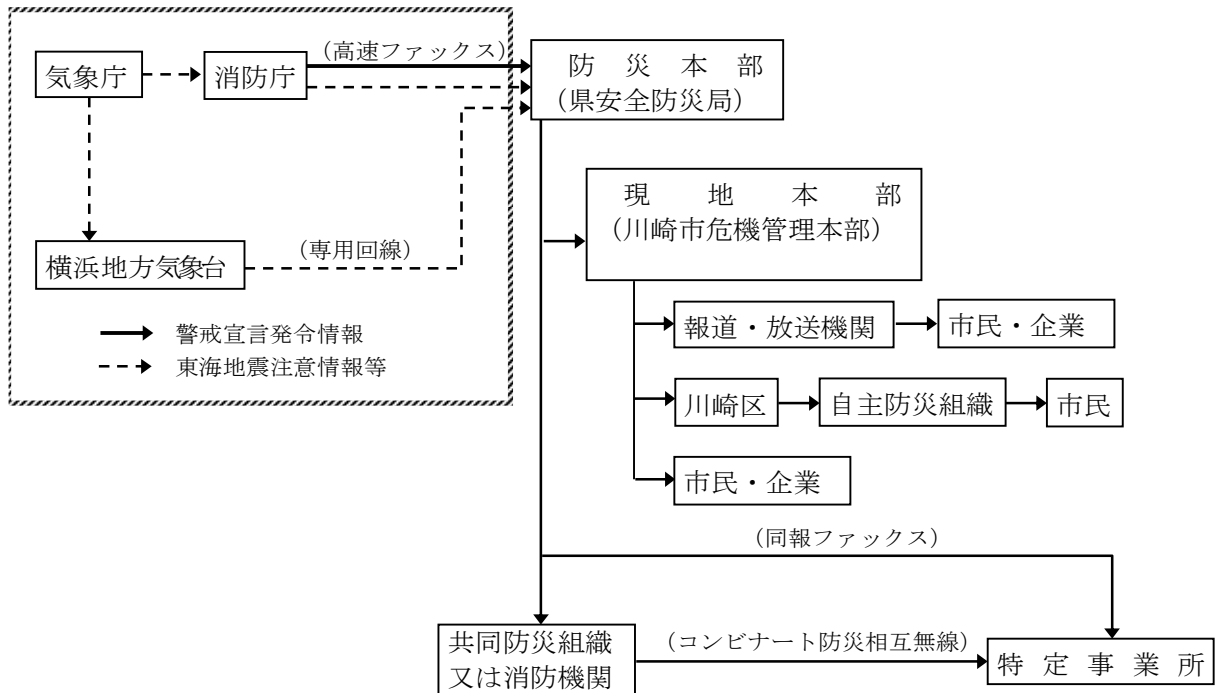 （高速ファックス）
気象庁
消防庁
防災本部
（県安全防災局）
現地本部
（川崎市危機管理本部）
横浜地方気象台
（専用回線）
警戒宣言発令情報
東海地震注意情報等
報道・放送機関
市民・企業
川崎区
自主防災組織
市民
市民・企業
（同報ファックス）
共同防災組織
又は消防機関
（コンビナート防災相互無線）
特定事業所